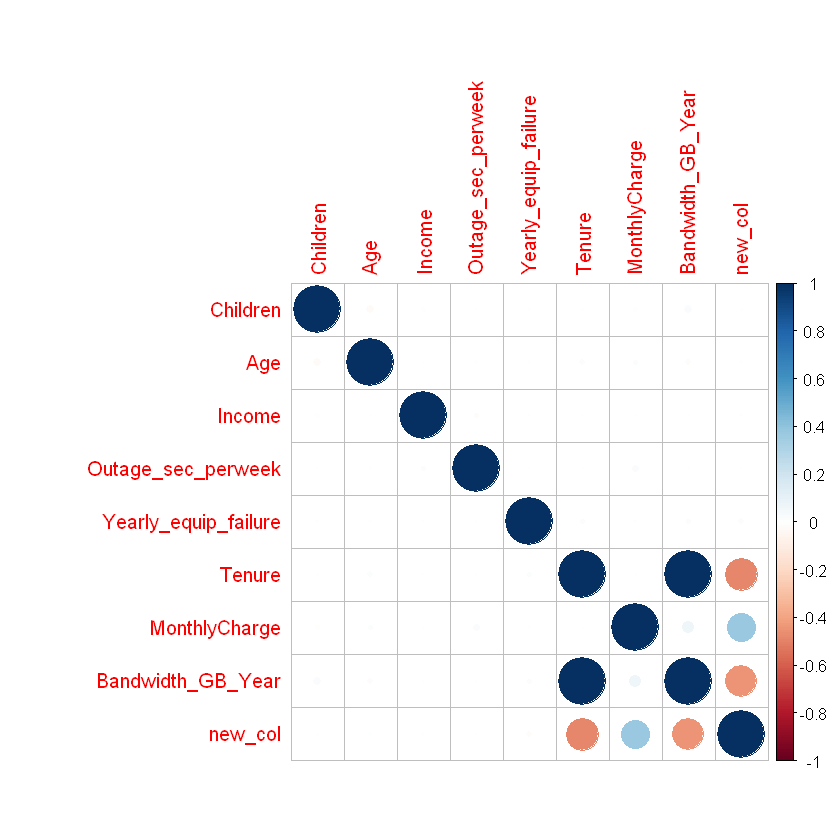 Children
Age
Income
Outage_sec_perweek
Yearly_equip_failure
Tenure
MonthlyCharge
Bandwidth_GB_Year
new_col
Children
Age
Income
Outage_sec_perweek
Yearly_equip_failure
Tenure
MonthlyCharge
Bandwidth_GB_Year
new_col
1
0.8
0.6
0.4
0.2
0
-0.2
-0.4
-0.6
-0.8
-1